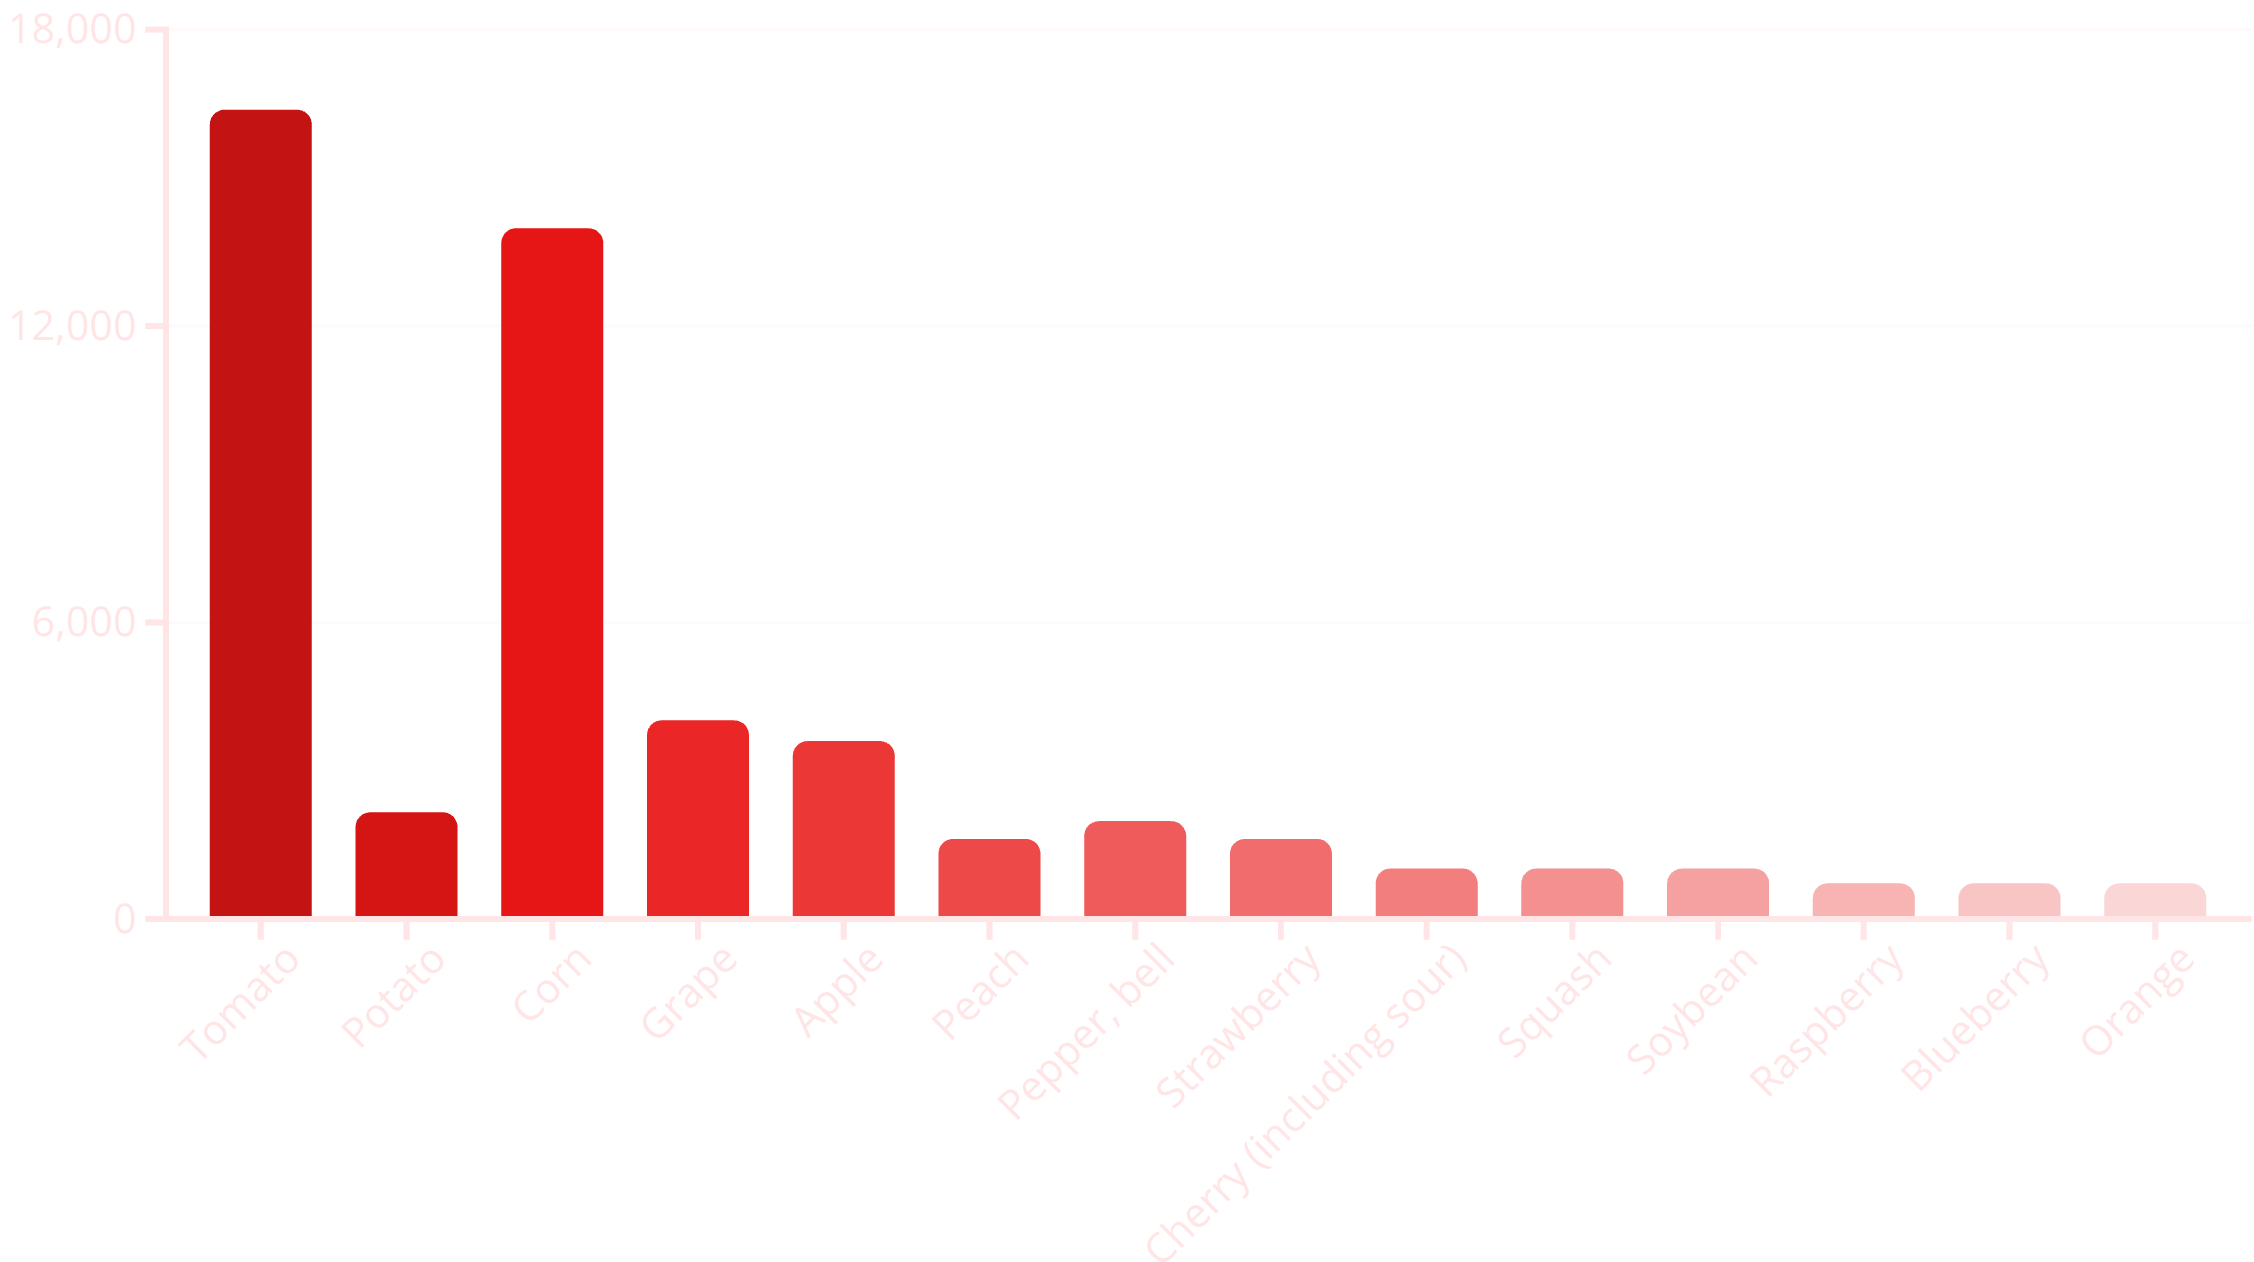 18,000
12,000
6,000
0
Tomato
Potato
Corn
Grape
Apple
Peach
Pepper, bell
Strawberry
Cherry (including sour)
Squash
Soybean
Raspberry
Blueberry
Orange